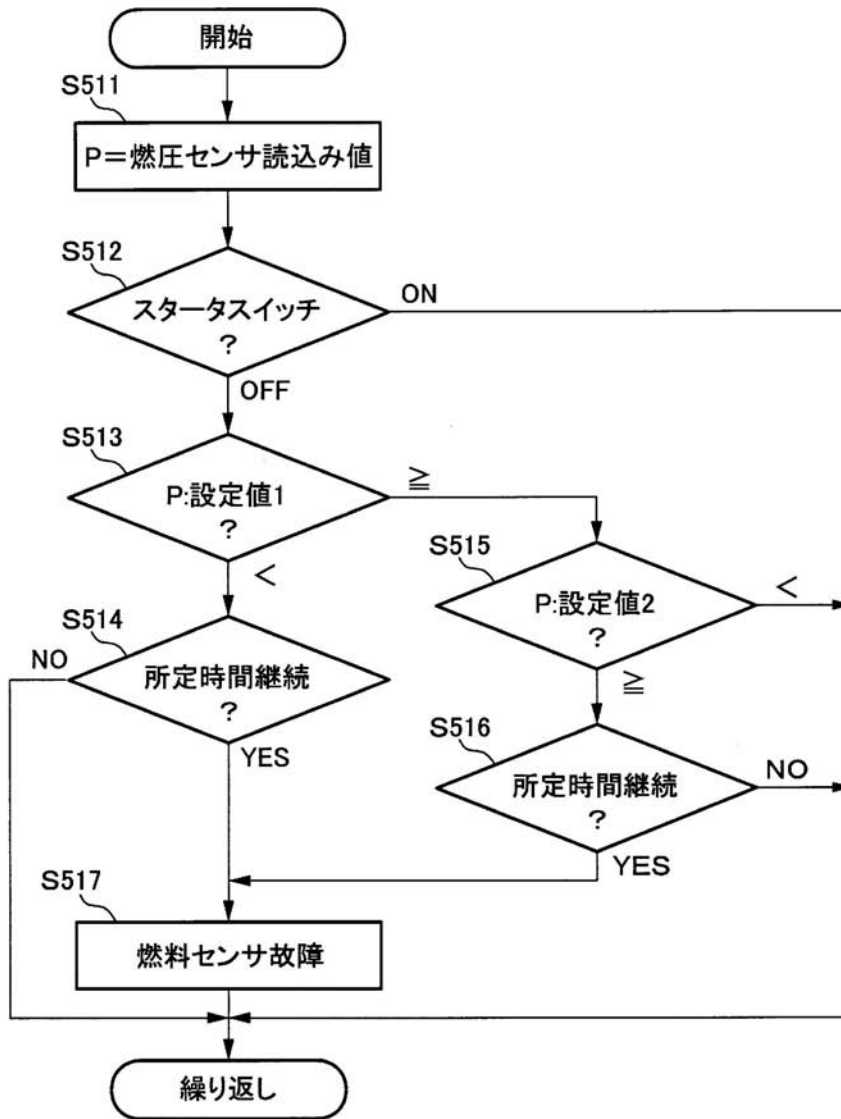 開始
S511
P=燃圧センサ読込み値
S512
スタータスイッチ
?
ON
OFF
S513
P:設定値1
?
≧
<
S515
P:設定値2
?
<
≧
S514
NO
所定時間継続
?
YES
S516
所定時間継続
?
NO
YES
S517
燃料センサ故障
繰り返し